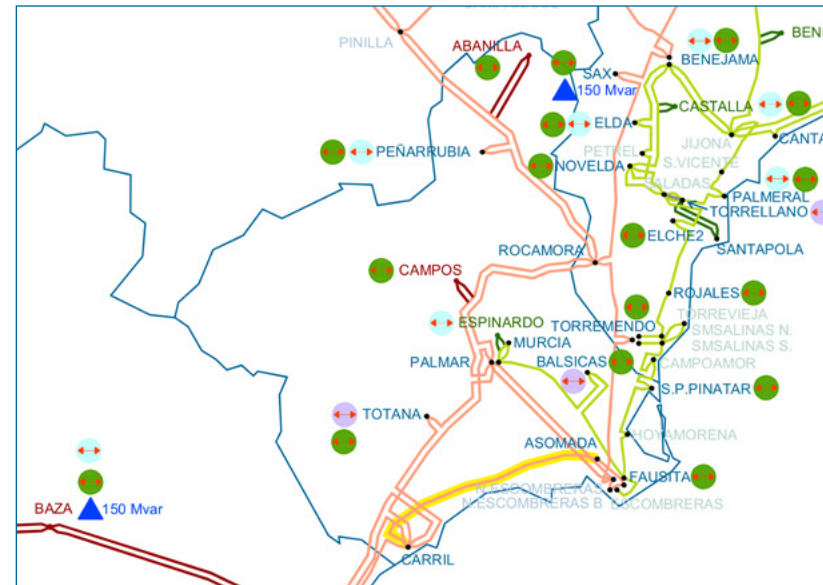 PINILLA
ABANILLA
BENE
BENEJAMA
SAX
150 Mvar
CASTALLA
ELDA
PEÑARRUBIA
PETREL
JIJONA
CANTA
NOVELDA
S.VICENTE
SALADAS
PALMERAL
TORRELLANO
ELCHE2
SANTAPOLA
ROCAMORA
CAMPOS
ROJALES
ESPINARDO
TORREMENDO
TORREVIEJA
SMSALINAS N.
SMSALINAS S.
MURCIA
PALMAR
BALSICAS
CAMPOAMOR
S.P.PINATAR
TOTANA
HOYAMORENA
ASOMADA
FAUSITA
N.ESCOMBRERAS
N.ESCOMBRERAS B
ESCOMBRERAS
BAZA
150 Mvar
CARRIL